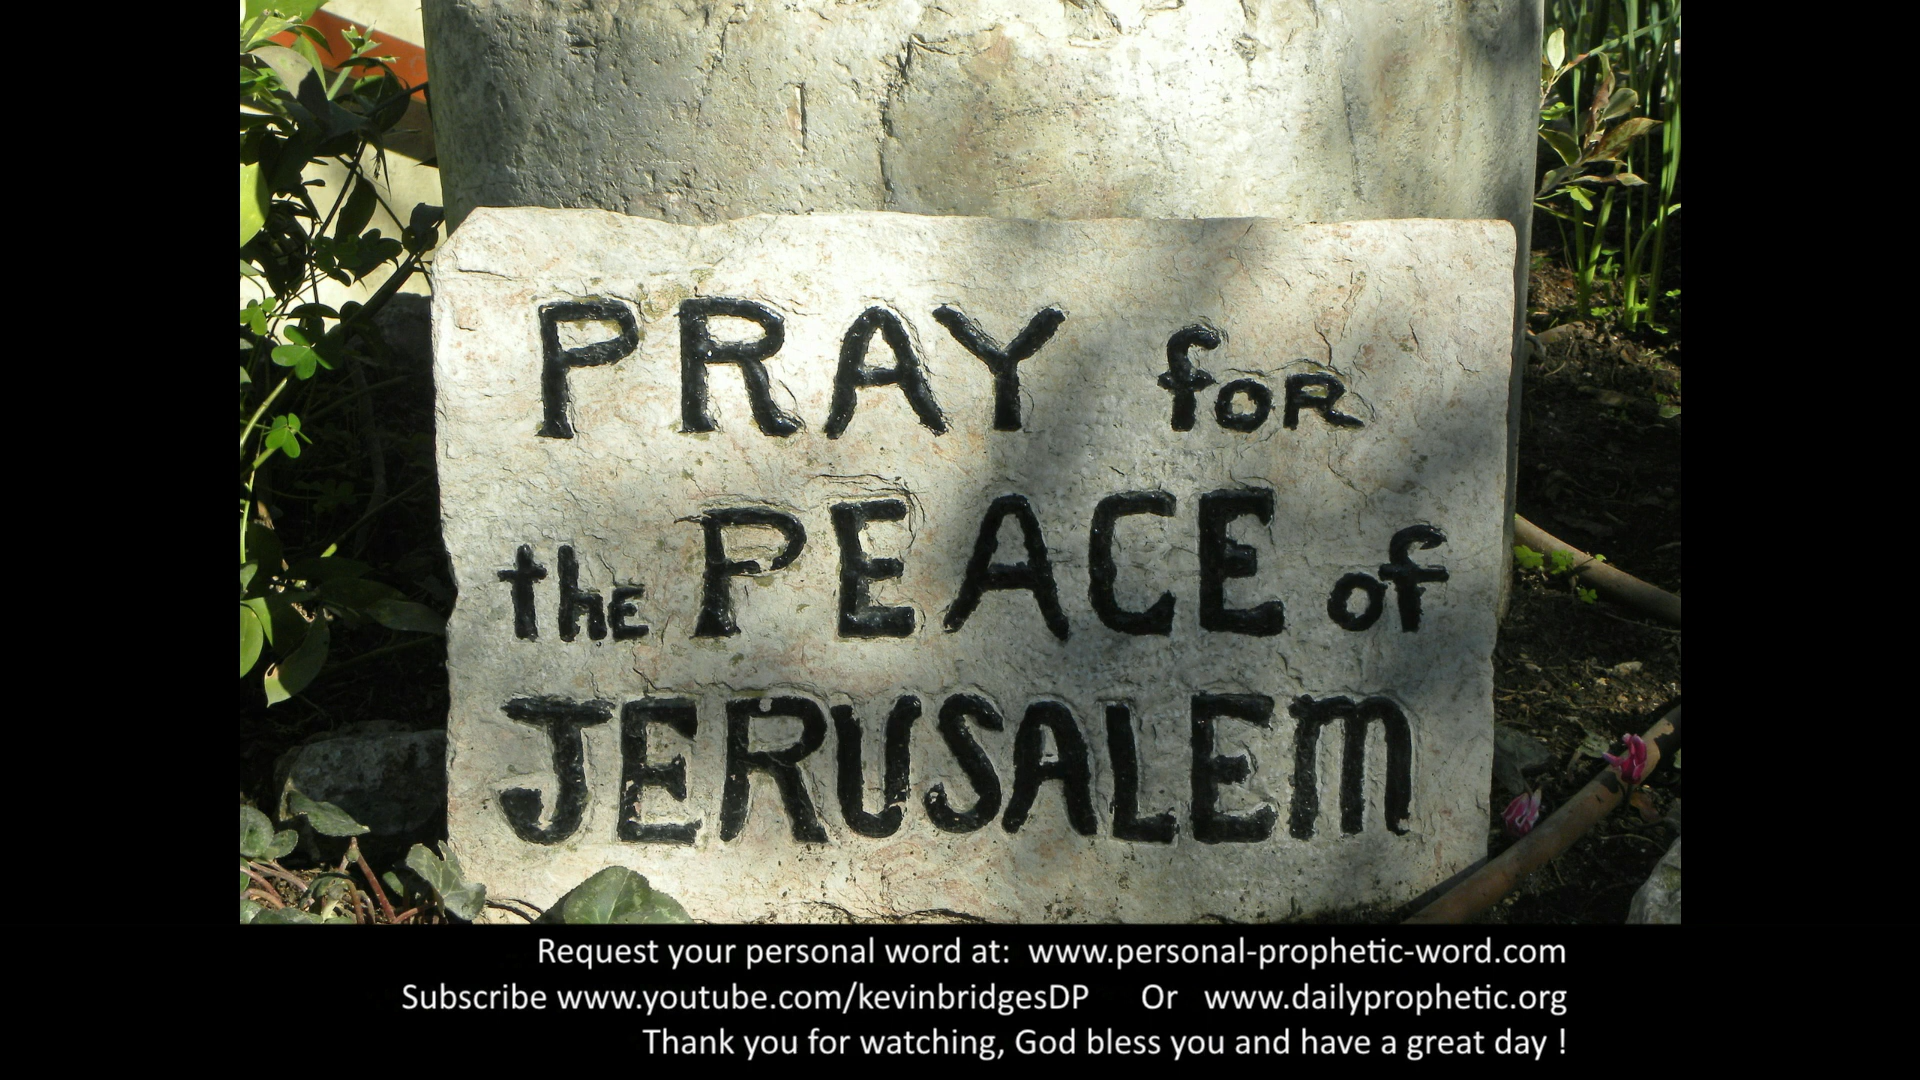 PRAY foR
thE PEACE of
JERUSALEM
Request your personal word at: www.personal-prophetic-word.com
Subscribe www.youtube.com/kevinbridgesDP Or www.dailyprophetic.org
Thank you for watching, God bless you and have a great day !